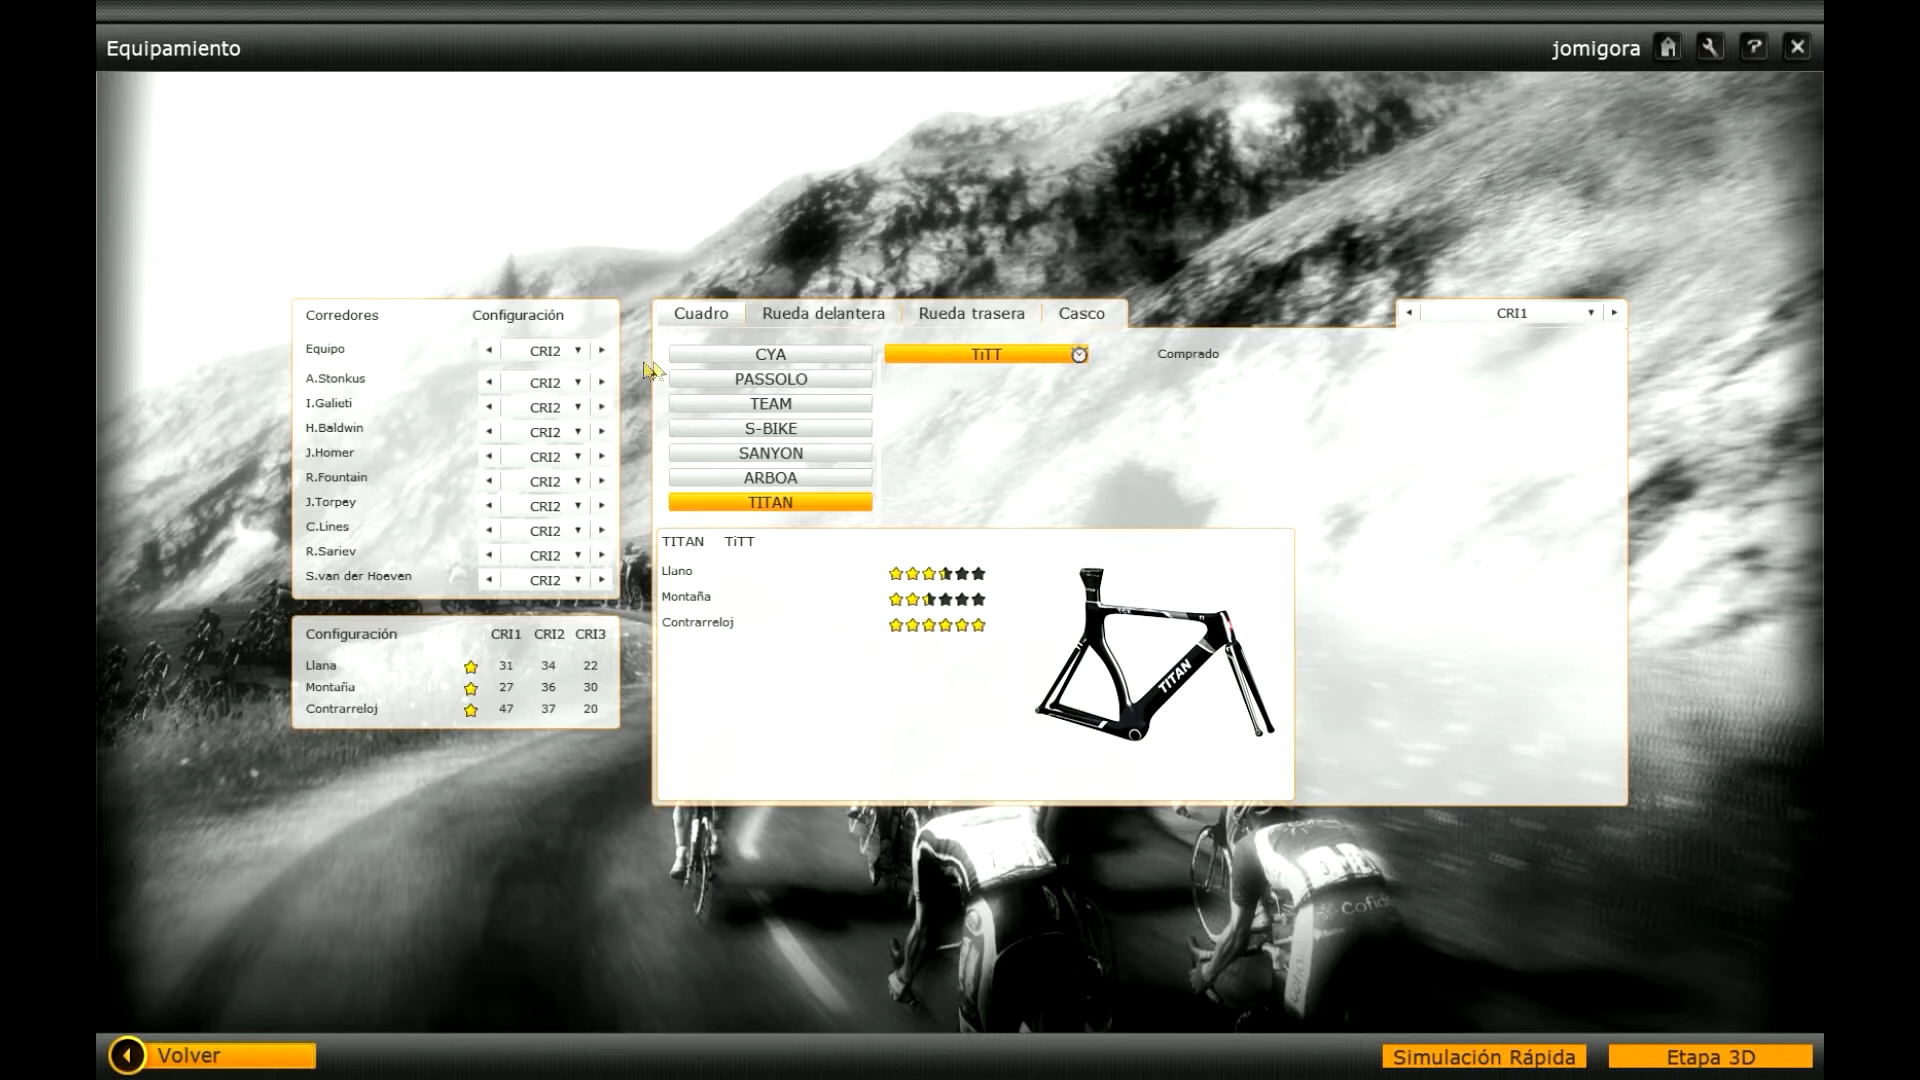 Equipamiento
jomigora
Corredores Configuración
Equipo CRI2
A.Stonkus CRI2
I.Galieti CRI2
H.Baldwin CRI2
J.Homer CRI2
R.Fountain CRI2
J.Torpey CRI2
C.Lines CRI2
R.Sariev CRI2
S.van der Hoeven CRI2
Configuración CRI1 CRI2 CRI3
Llana 31 34 22
Montaña 27 36 30
Contrarreloj 47 37 20
Cuadro Rueda delantera Rueda trasera Casco
CRI1
CYA
PASSOLO
TEAM
S-BIKE
SANYON
ARBOA
TITAN
TiTT
Comprado
TITAN TiTT
Llano
Montaña
Contrarreloj
TITAN
Cofidis
Volver
Simulación Rápida
Etapa 3D